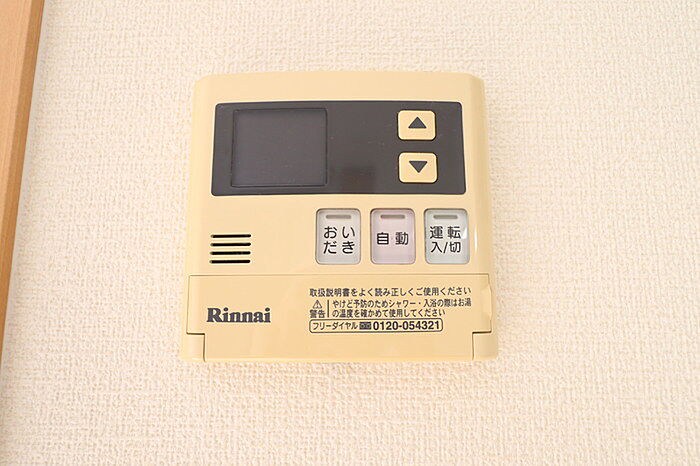 ▲
▼
おい
だき
自動
運転
入/切
取扱説明書をよく読み正しくご使用ください
⚠ やけど予防のためシャワー・入浴の際はお湯
警告 の温度を確かめて使用してください
フリーダイヤル 0120-054321
Rinnai